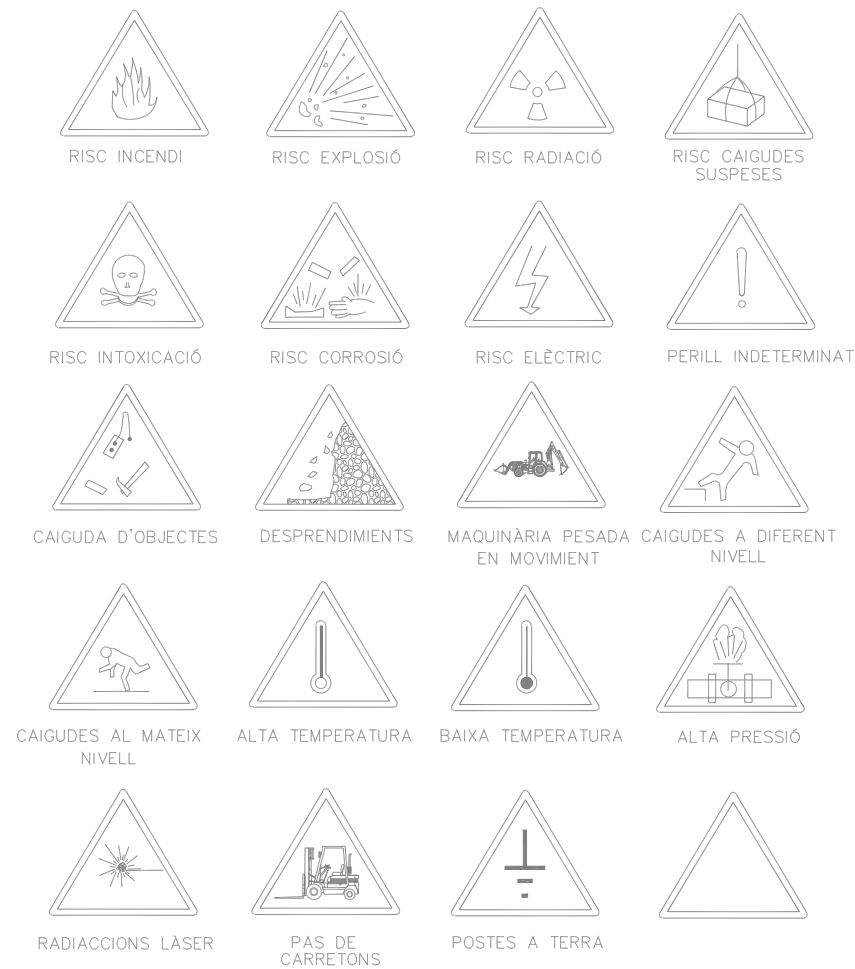 RISC INCENDI
RISC EXPLOSIÓ
RISC RADIACIÓ
RISC CAIGUDES
SUSPESES
RISC INTOXICACIÓ
RISC CORROSIÓ
RISC ELÈCTRIC
PERILL INDETERMINAT
CAIGUDA D'OBJECTES
DESPRENDIMIENTS
MAQUINÀRIA PESADA
EN MOVIMIENT
CAIGUDES A DIFERENT
NIVELL
CAIGUDES AL MATEIX
NIVELL
ALTA TEMPERATURA
BAIXA TEMPERATURA
ALTA PRESSIÓ
RADIACCIONS LÀSER
PAS DE
CARRETONS
POSTES A TERRA